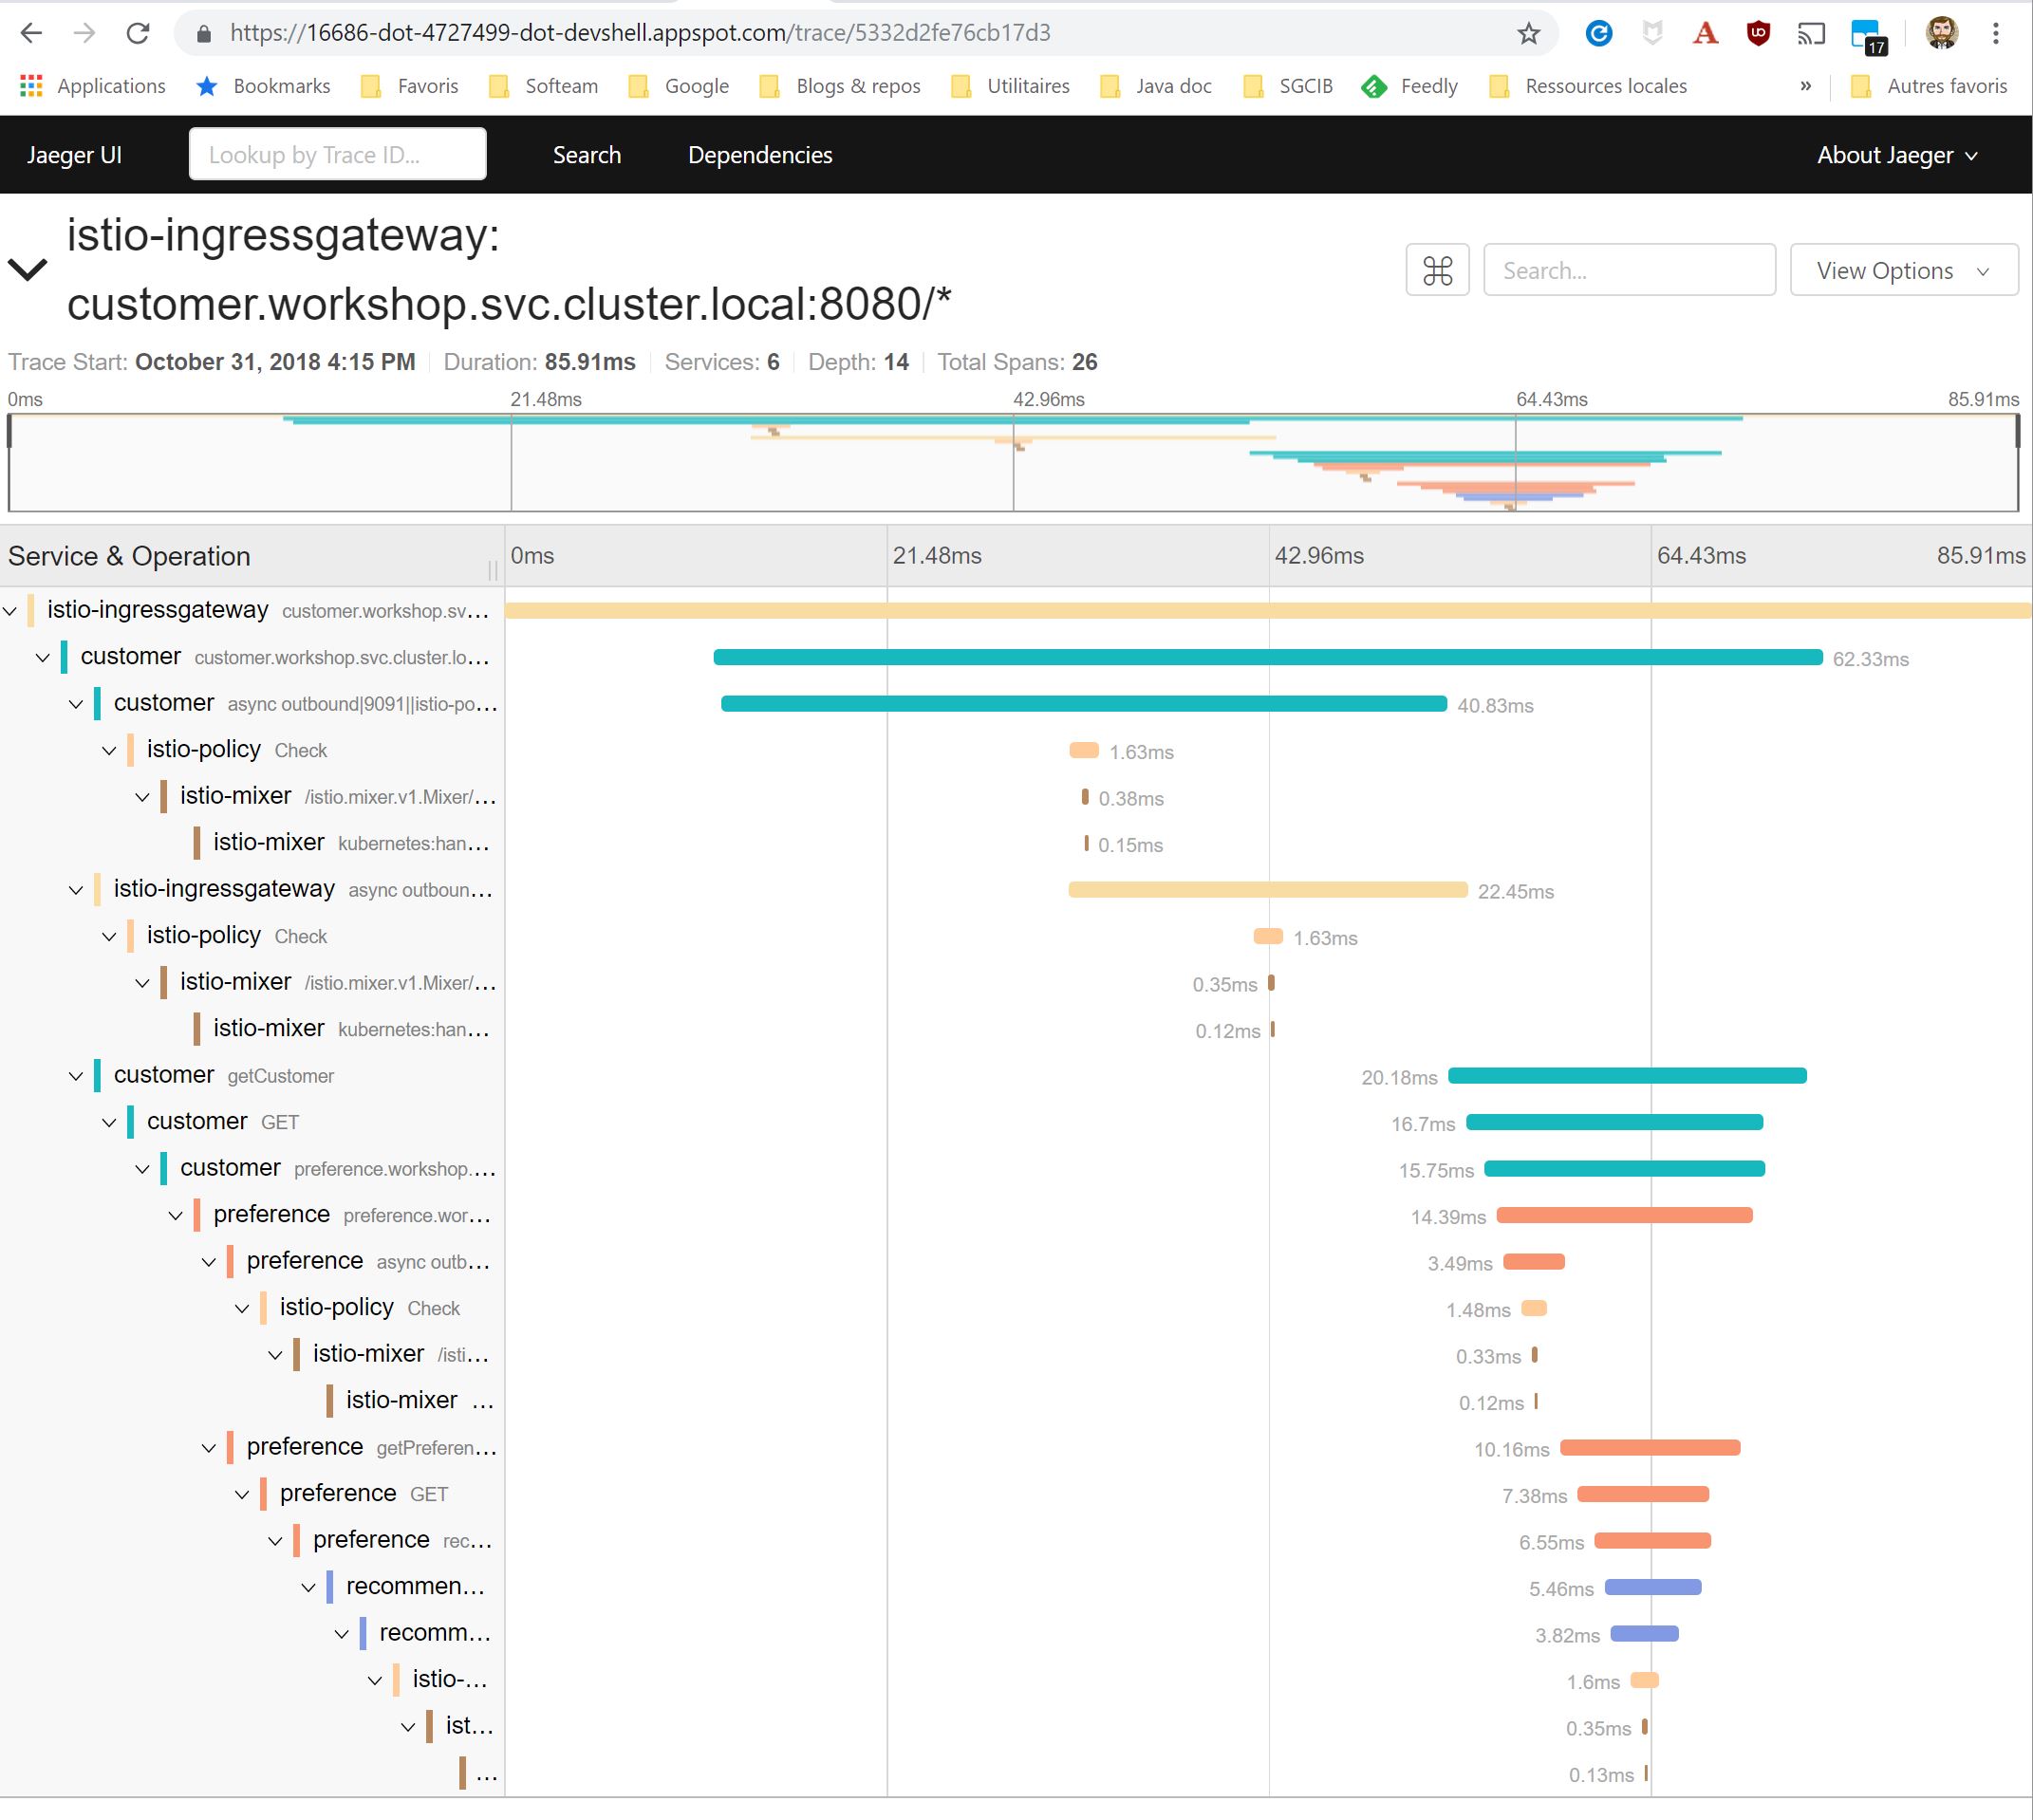 https://16686-dot-4727499-dot-devshell.appspot.com/trace/5332d2fe76cb17d3
17
Applications Bookmarks Favoris Softeam Google Blogs & repos Utilitaires Java doc SGCIB Feedly Ressources locales » Autres favoris
Jaeger UI Lookup by Trace ID... Search Dependencies About Jaeger
istio-ingressgateway:
customer.workshop.svc.cluster.local:8080/*
⌘ Search... View Options
Trace Start: October 31, 2018 4:15 PM Duration: 85.91ms Services: 6 Depth: 14 Total Spans: 26
0ms 21.48ms 42.96ms 64.43ms 85.91ms
Service & Operation 0ms 21.48ms 42.96ms 64.43ms 85.91ms
istio-ingressgateway customer.workshop.sv...
customer customer.workshop.svc.cluster.lo... 62.33ms
customer async outbound|9091||istio-po... 40.83ms
istio-policy Check 1.63ms
istio-mixer /istio.mixer.v1.Mixer/... 0.38ms
istio-mixer kubernetes:han... 0.15ms
istio-ingressgateway async outboun... 22.45ms
istio-policy Check 1.63ms
istio-mixer /istio.mixer.v1.Mixer/... 0.35ms
istio-mixer kubernetes:han... 0.12ms
customer getCustomer 20.18ms
customer GET 16.7ms
customer preference.workshop.... 15.75ms
preference preference.wor... 14.39ms
preference async outb... 3.49ms
istio-policy Check 1.48ms
istio-mixer /isti... 0.33ms
istio-mixer ... 0.12ms
preference getPreferen... 10.16ms
preference GET 7.38ms
preference rec... 6.55ms
recommen... 5.46ms
recomm... 3.82ms
istio-... 1.6ms
ist... 0.35ms
... 0.13ms